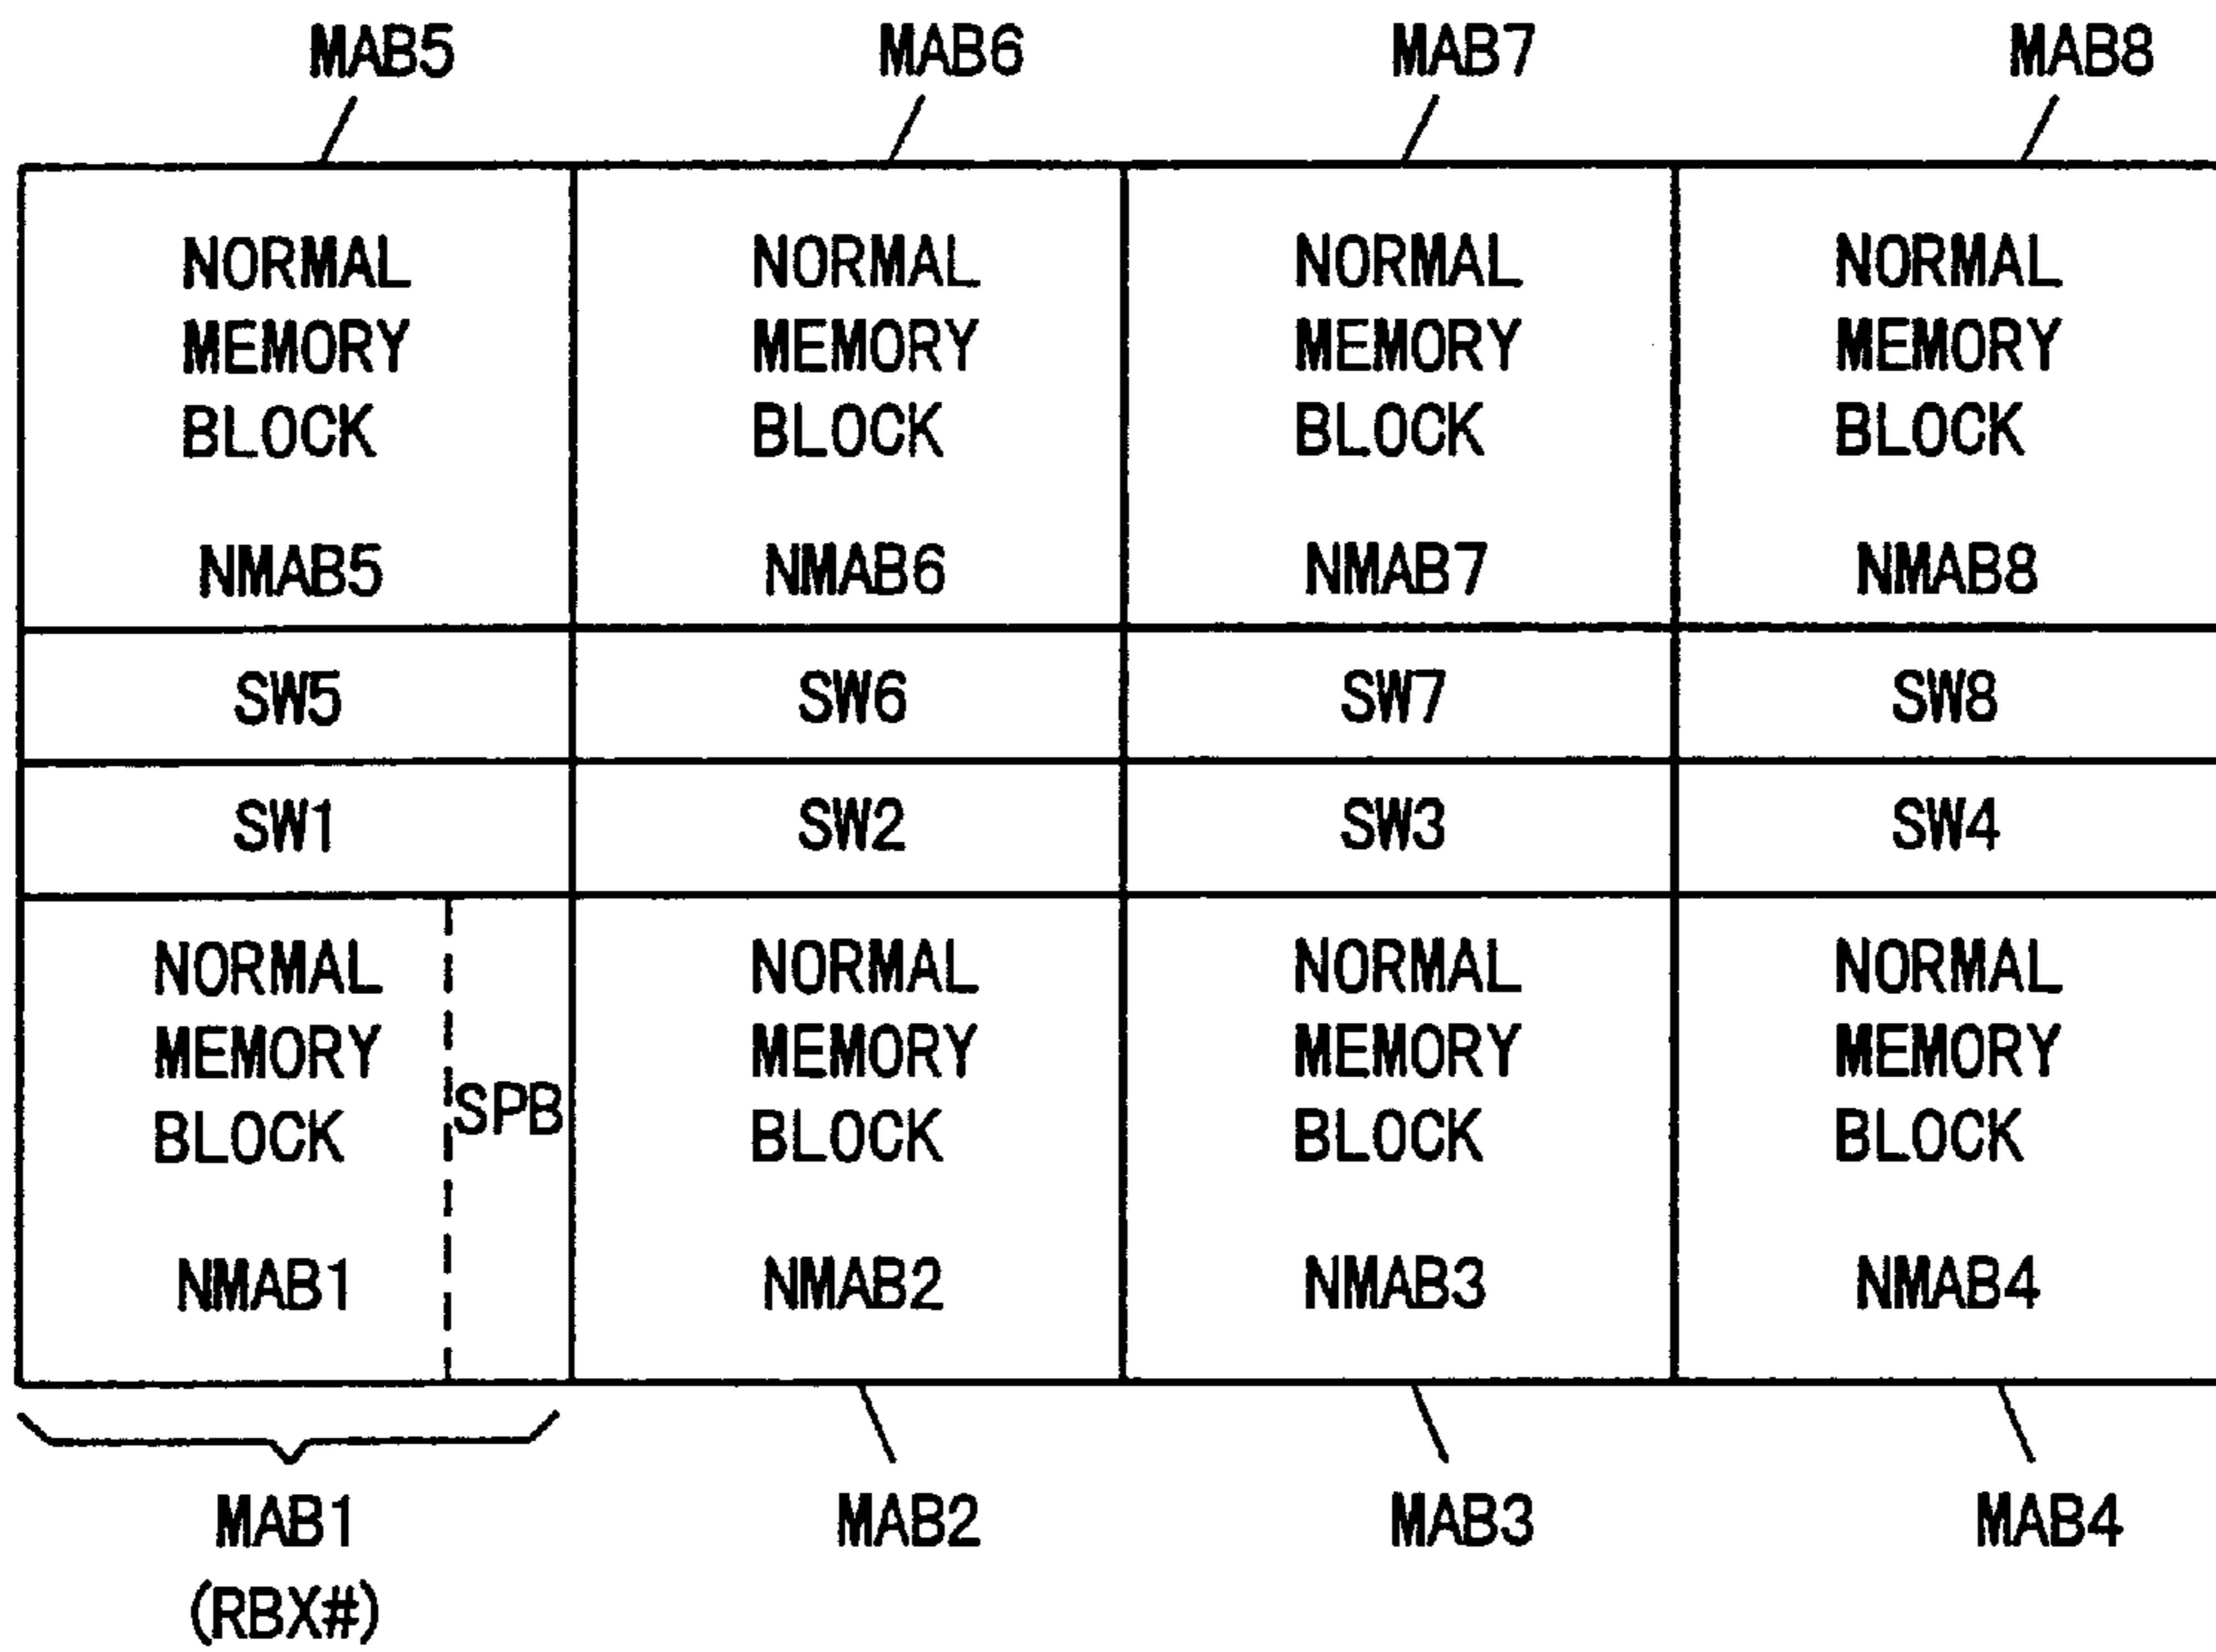 MAB5 MAB6 MAB7 MAB8
NORMAL NORMAL NORMAL NORMAL
MEMORY MEMORY MEMORY MEMORY
BLOCK BLOCK BLOCK BLOCK
NMAB5 NMAB6 NMAB7 NMAB8
SW5 SW6 SW7 SW8
SW1 SW2 SW3 SW4
NORMAL NORMAL NORMAL NORMAL
MEMORY MEMORY MEMORY MEMORY
SPB
BLOCK BLOCK BLOCK BLOCK
NMAB1 NMAB2 NMAB3 NMAB4
MAB1 MAB2 MAB3 MAB4
(RBX#)